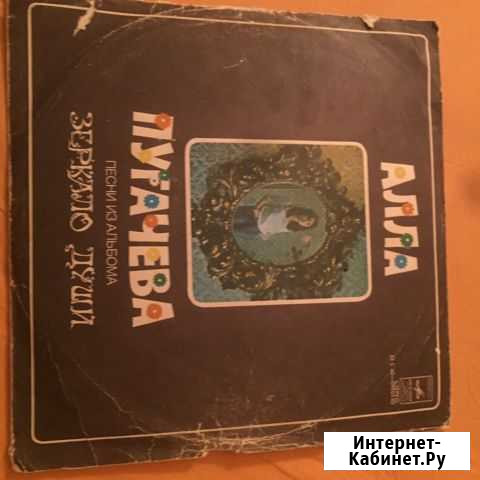 АЛЛА
ПУГАЧЕВА
ПЕСНИ ИЗ АЛЬБОМА
ЗЕРКАЛО ДУШИ
Интернет-
Кабинет.Ру